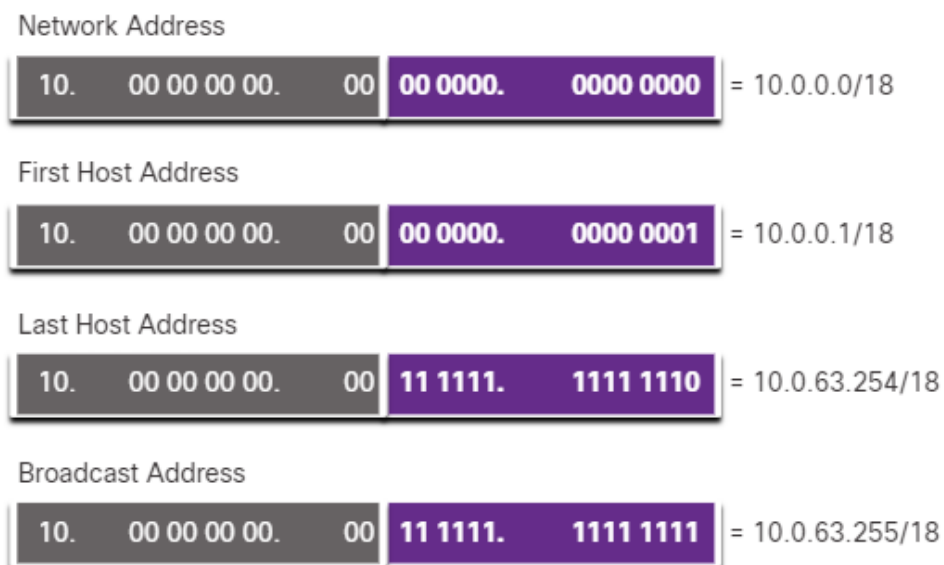 Network Address
10. 00 00 00 00. 00 00 0000. 0000 0000 = 10.0.0.0/18
First Host Address
10. 00 00 00 00. 00 00 0000. 0000 0001 = 10.0.0.1/18
Last Host Address
10. 00 00 00 00. 00 11 1111. 1111 1110 = 10.0.63.254/18
Broadcast Address
10. 00 00 00 00. 00 11 1111. 1111 1111 = 10.0.63.255/18